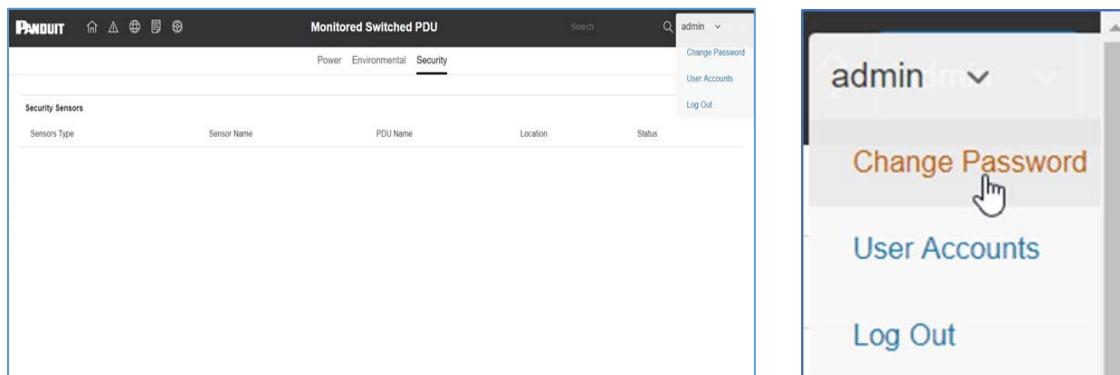 PANDUIT Monitored Switched PDU Search admin
Power Environmental Security
Change Password
User Accounts
Log Out
Security Sensors
Sensors Type Sensor Name PDU Name Location Status
admin
Change Password
User Accounts
Log Out